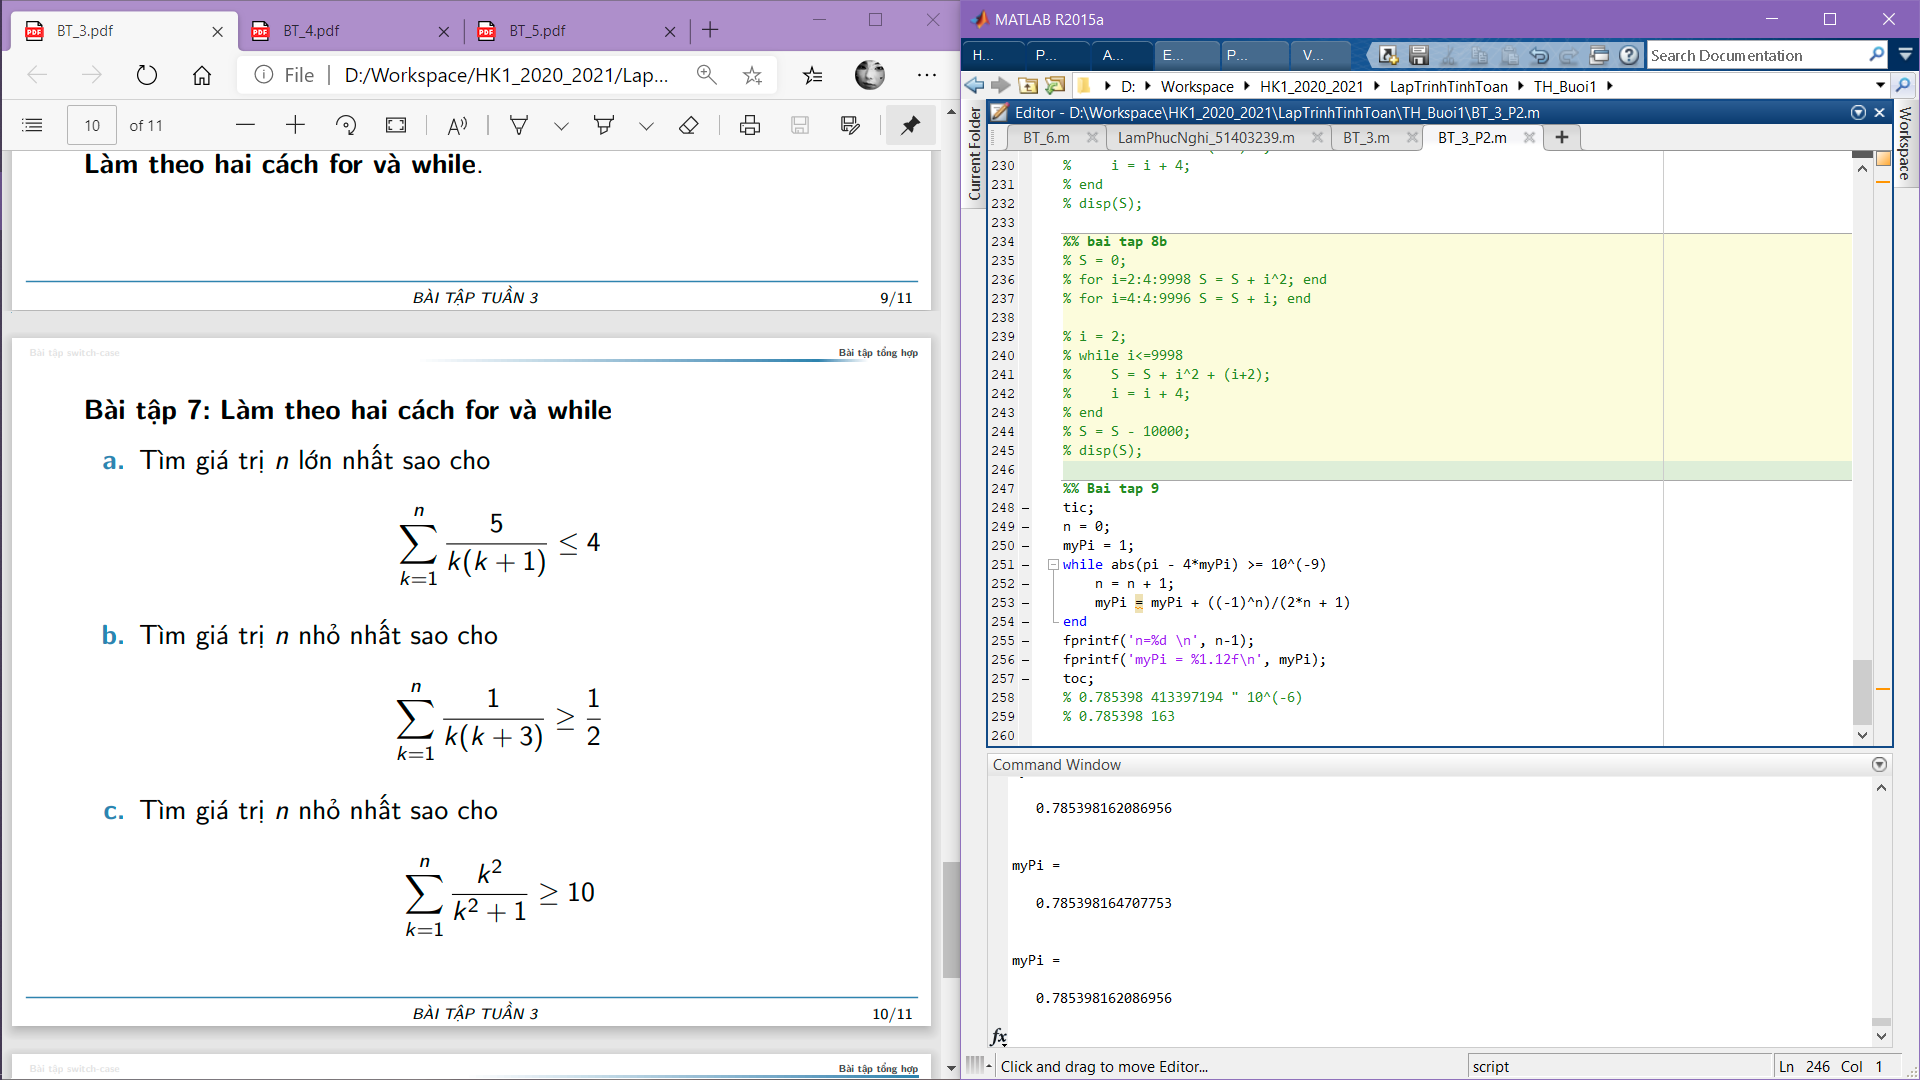 BT_3.pdf
BT_4.pdf
BT_5.pdf
File
D:/Workspace/HK1_2020_2021/Lap...
10
of 11
Làm theo hai cách for và while.
BÀI TẬP TUẦN 3
9/11
Bài tập switch-case
Bài tập tổng hợp
Bài tập 7: Làm theo hai cách for và while
a. Tìm giá trị n lớn nhất sao cho
\sum_{k=1}^{n} \frac{5}{k(k+1)} ≤ 4
b. Tìm giá trị n nhỏ nhất sao cho
\sum_{k=1}^{n} \frac{1}{k(k+3)} ≥ \frac{1}{2}
c. Tìm giá trị n nhỏ nhất sao cho
\sum_{k=1}^{n} \frac{k^2}{k^2+1} ≥ 10
BÀI TẬP TUẦN 3
10/11
Bài tập switch-case
Bài tập tổng hợp
MATLAB R2015a
H...
P...
A...
E...
P...
V...
Search Documentation
D:
Workspace
HK1_2020_2021
LapTrinhTinhToan
TH_Buoi1
Current Folder
Workspace
Editor - D:\Workspace\HK1_2020_2021\LapTrinhTinhToan\TH_Buoi1\BT_3_P2.m
BT_6.m
LamPhucNghi_51403239.m
BT_3.m
BT_3_P2.m
230 % i = i + 4;
231 % end
232 % disp(S);
233
234 %% bai tap 8b
235 % S = 0;
236 % for i=2:4:9998 S = S + i^2; end
237 % for i=4:4:9996 S = S + i; end
238
239 % i = 2;
240 % while i<=9998
241 % S = S + i^2 + (i+2);
242 % i = i + 4;
243 % end
244 % S = S - 10000;
245 % disp(S);
246
247 %% Bai tap 9
248 tic;
249 n = 0;
250 myPi = 1;
251 while abs(pi - 4*myPi) >= 10^(-9)
252 n = n + 1;
253 myPi = myPi + ((-1)^n)/(2*n + 1)
254 end
255 fprintf('n=%d \n', n-1);
256 fprintf('myPi = %1.12f\n', myPi);
257 toc;
258 % 0.785398 413397194 " 10^(-6)
259 % 0.785398 163
260
Command Window
0.785398162086956
myPi =
0.785398164707753
myPi =
0.785398162086956
fx
Click and drag to move Editor...
script
Ln 246 Col 1